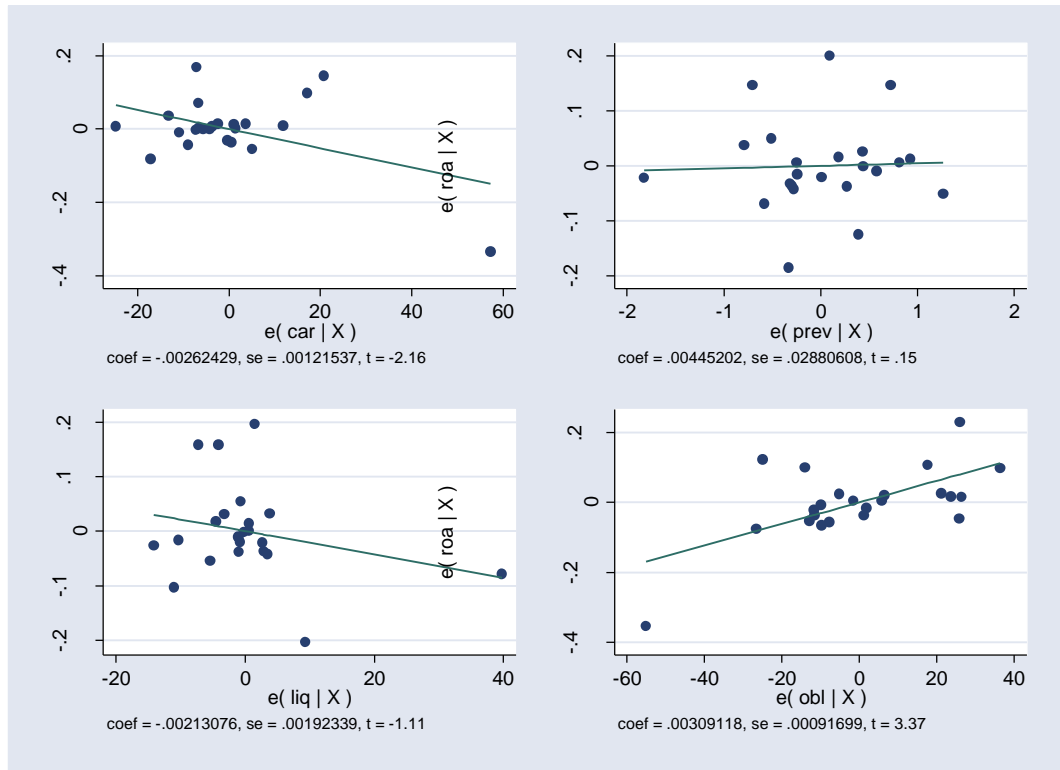 .2
0
-.2
-.4
e( roa | X )
-20 0 20 40 60
e( car | X )
coef = -.00262429, se = .00121537, t = -2.16
.2
.1
0
-.1
-.2
-2 -1 0 1 2
e( prev | X )
coef = .00445202, se = .02880608, t = .15
.2
.1
0
-.1
-.2
e( roa | X )
-20 0 20 40
e( liq | X )
coef = -.00213076, se = .00192339, t = -1.11
.2
0
-.2
-.4
-60 -40 -20 0 20 40
e( obl | X )
coef = .00309118, se = .00091699, t = 3.37